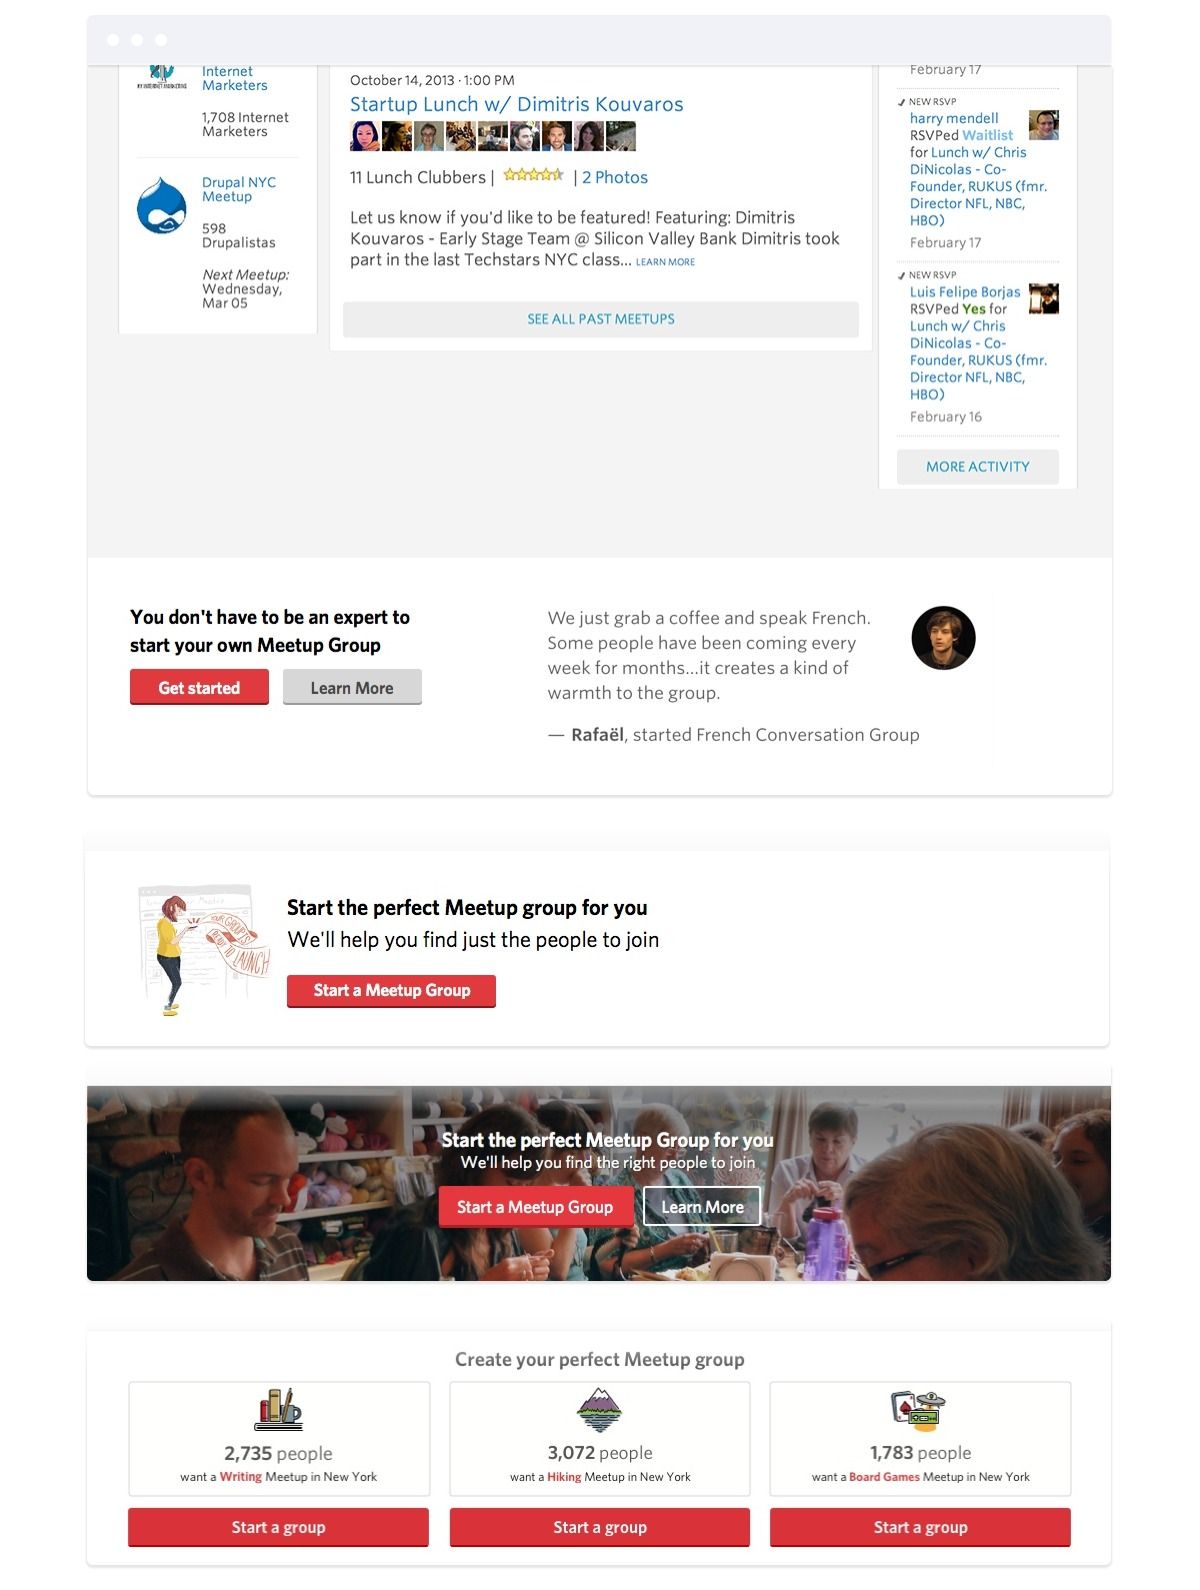 Internet
Marketers
1,708 Internet
Marketers
Drupal NYC
Meetup
598
Drupalistas
Next Meetup:
Wednesday,
Mar 05
October 14, 2013 · 1:00 PM
Startup Lunch w/ Dimitris Kouvaros
11 Lunch Clubbers | | 2 Photos
Let us know if you'd like to be featured! Featuring: Dimitris
Kouvaros - Early Stage Team @ Silicon Valley Bank Dimitris took
part in the last Techstars NYC class... LEARN MORE
SEE ALL PAST MEETUPS
February 17
NEW RSVP
harry mendell
RSVPed Waitlist
for Lunch w/ Chris
DiNicolas - Co-
Founder, RUKUS (fmr.
Director NFL, NBC,
HBO)
February 17
NEW RSVP
Luis Felipe Borjas
RSVPed Yes for
Lunch w/ Chris
DiNicolas - Co-
Founder, RUKUS (fmr.
Director NFL, NBC,
HBO)
February 16
MORE ACTIVITY
You don't have to be an expert to
start your own Meetup Group
Get started
Learn More
We just grab a coffee and speak French.
Some people have been coming every
week for months...it creates a kind of
warmth to the group.
— Rafaël, started French Conversation Group
YOUR GROUP IS
READY TO LAUNCH
Start the perfect Meetup group for you
We'll help you find just the people to join
Start a Meetup Group
Start the perfect Meetup Group for you
We'll help you find the right people to join
Start a Meetup Group
Learn More
Create your perfect Meetup group
2,735 people
want a Writing Meetup in New York
Start a group
3,072 people
want a Hiking Meetup in New York
Start a group
1,783 people
want a Board Games Meetup in New York
Start a group